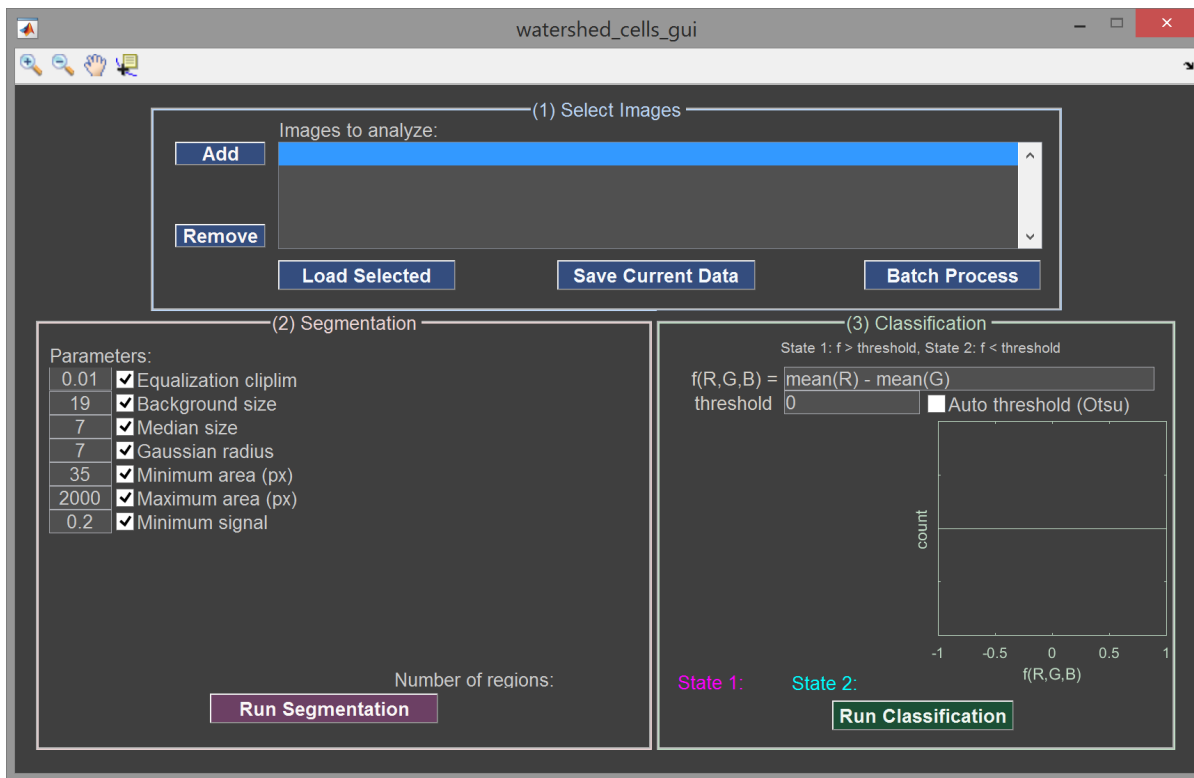 watershed_cells_gui
(1) Select Images
Images to analyze:
Add
Remove
Load Selected
Save Current Data
Batch Process
(2) Segmentation
Parameters:
0.01 Equalization cliplim
19 Background size
7 Median size
7 Gaussian radius
35 Minimum area (px)
2000 Maximum area (px)
0.2 Minimum signal
Number of regions:
Run Segmentation
(3) Classification
State 1: f > threshold, State 2: f < threshold
f(R,G,B) = mean(R) - mean(G)
threshold 0 Auto threshold (Otsu)
count
-1 -0.5 0 0.5 1
f(R,G,B)
State 1: State 2:
Run Classification